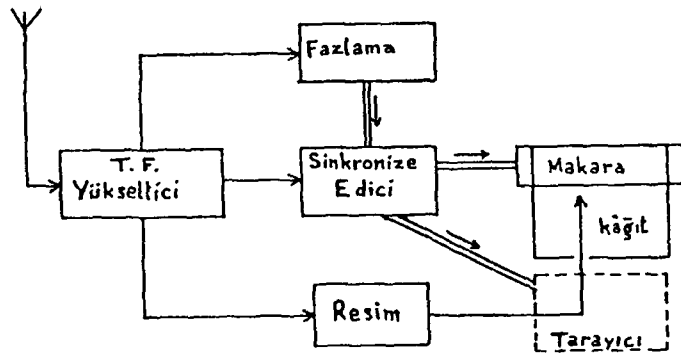 Fazlama
T. F.
Yükseltici
Sinkronize
Edici
Makara
kâğıt
Resim
Tarayıcı